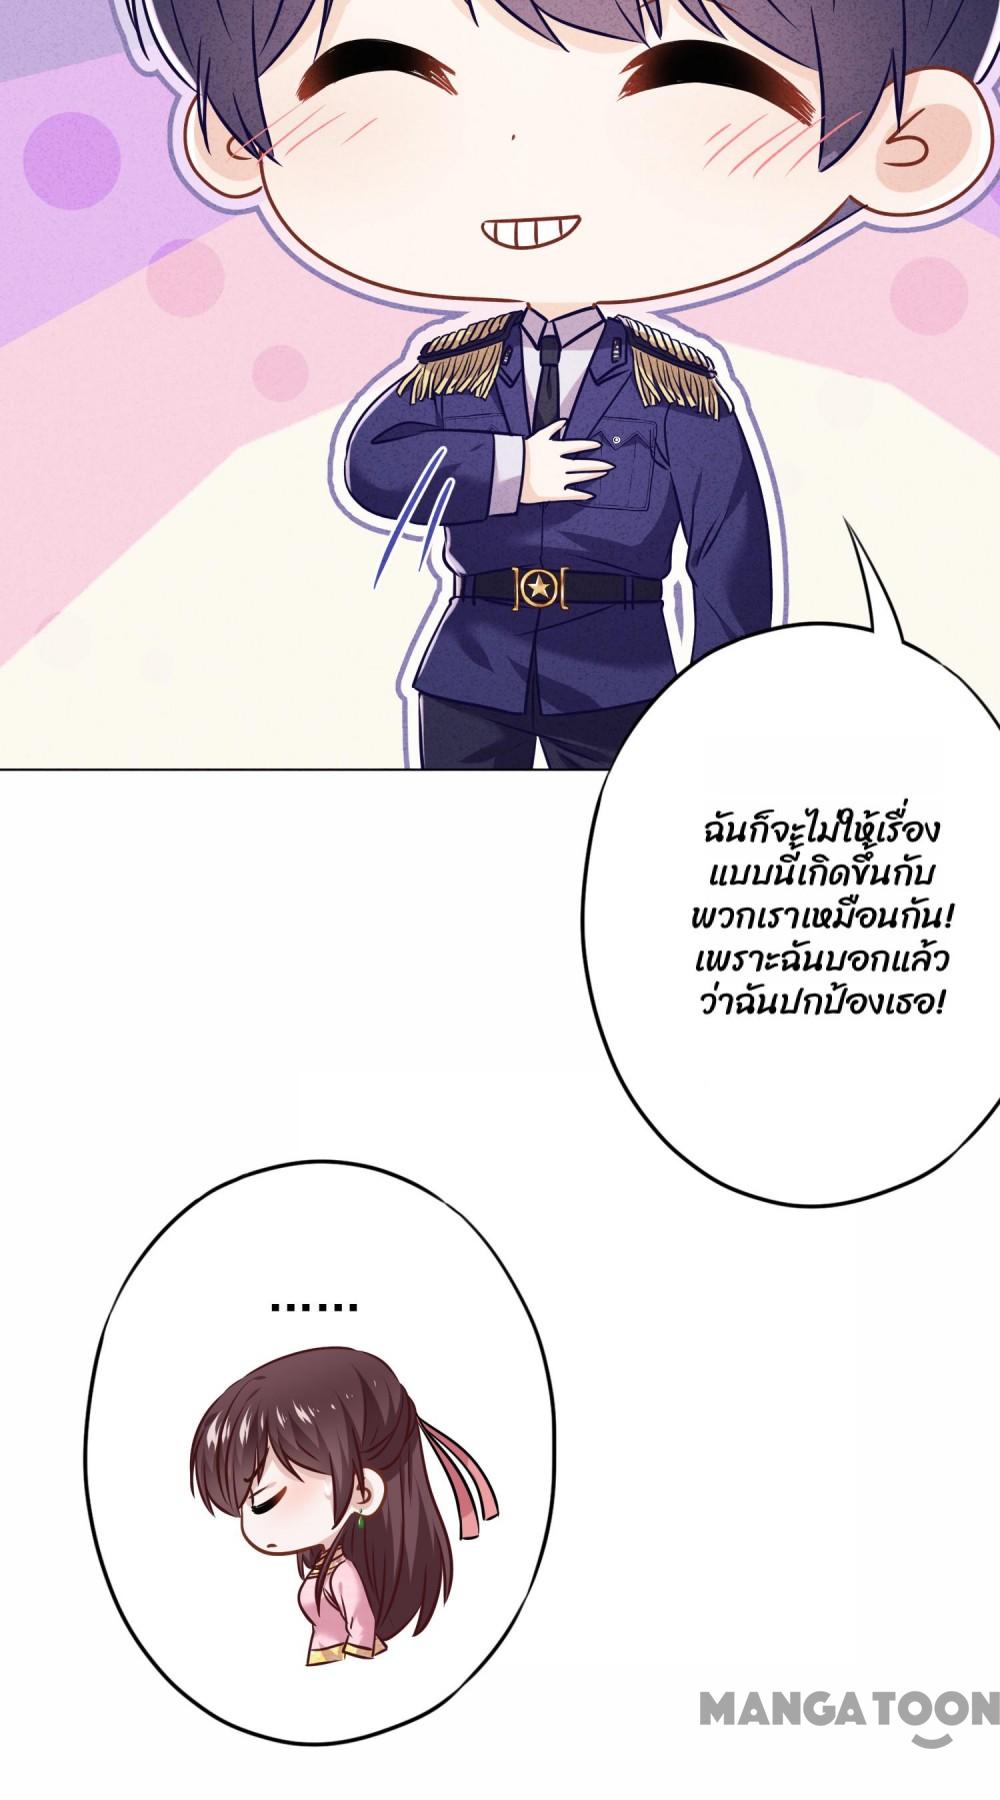 ฉันก็จะไม่ให้เรื่อง
แบบนี้เกิดขึ้นกับ
พวกเราเหมือนกัน!
เพราะฉันบอกแล้ว
ว่าฉันปกป้องเธอ!
......
MANGATOON